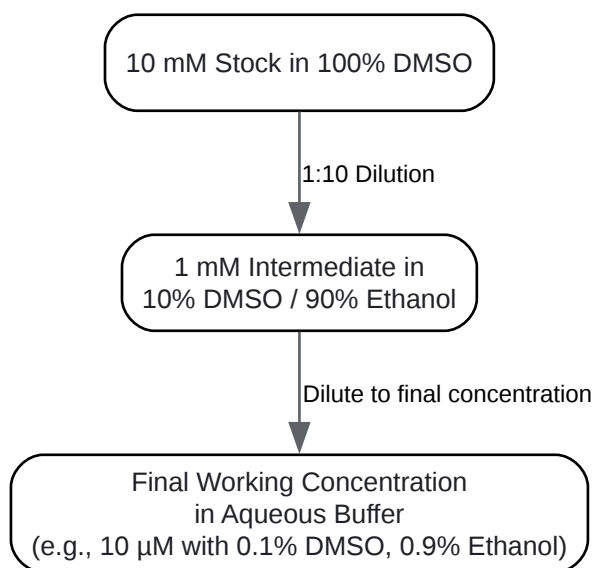 10 mM Stock in 100% DMSO
1:10 Dilution
1 mM Intermediate in
10% DMSO / 90% Ethanol
Dilute to final concentration
Final Working Concentration
in Aqueous Buffer
(e.g., 10 µM with 0.1% DMSO, 0.9% Ethanol)